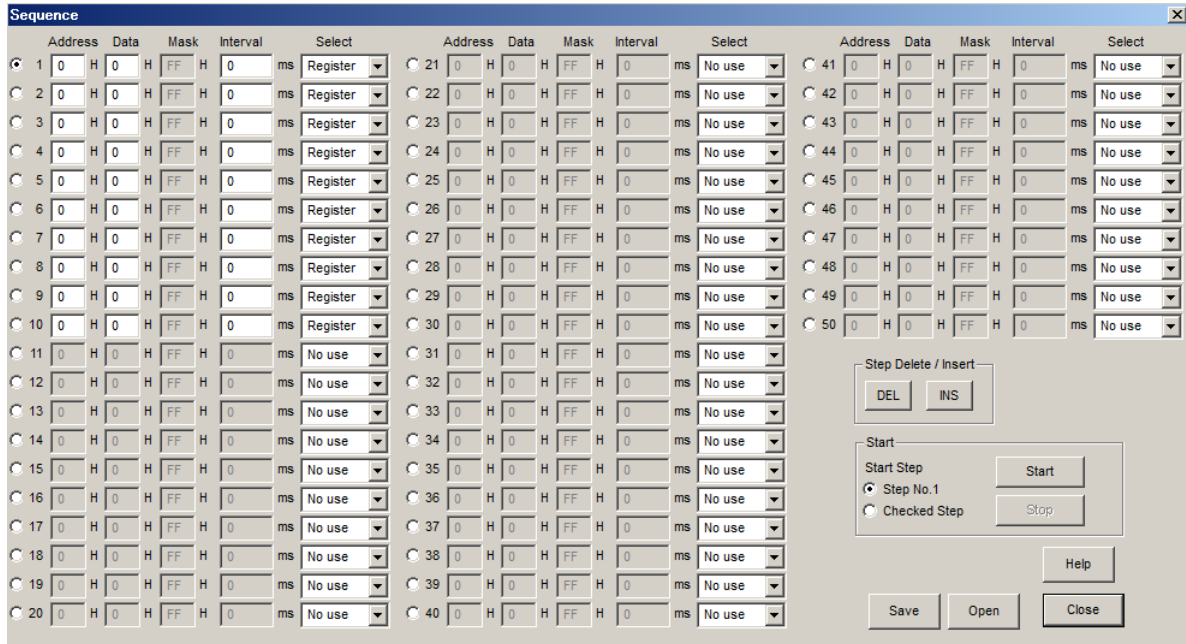 Sequence
Address Data Mask Interval Select Address Data Mask Interval Select Address Data Mask Interval Select
1 0 H 0 H FF H 0 ms Register 21 0 H 0 H FF H 0 ms No use 41 0 H 0 H FF H 0 ms No use
2 0 H 0 H FF H 0 ms Register 22 0 H 0 H FF H 0 ms No use 42 0 H 0 H FF H 0 ms No use
3 0 H 0 H FF H 0 ms Register 23 0 H 0 H FF H 0 ms No use 43 0 H 0 H FF H 0 ms No use
4 0 H 0 H FF H 0 ms Register 24 0 H 0 H FF H 0 ms No use 44 0 H 0 H FF H 0 ms No use
5 0 H 0 H FF H 0 ms Register 25 0 H 0 H FF H 0 ms No use 45 0 H 0 H FF H 0 ms No use
6 0 H 0 H FF H 0 ms Register 26 0 H 0 H FF H 0 ms No use 46 0 H 0 H FF H 0 ms No use
7 0 H 0 H FF H 0 ms Register 27 0 H 0 H FF H 0 ms No use 47 0 H 0 H FF H 0 ms No use
8 0 H 0 H FF H 0 ms Register 28 0 H 0 H FF H 0 ms No use 48 0 H 0 H FF H 0 ms No use
9 0 H 0 H FF H 0 ms Register 29 0 H 0 H FF H 0 ms No use 49 0 H 0 H FF H 0 ms No use
10 0 H 0 H FF H 0 ms Register 30 0 H 0 H FF H 0 ms No use 50 0 H 0 H FF H 0 ms No use
11 0 H 0 H FF H 0 ms No use 31 0 H 0 H FF H 0 ms No use
12 0 H 0 H FF H 0 ms No use 32 0 H 0 H FF H 0 ms No use
13 0 H 0 H FF H 0 ms No use 33 0 H 0 H FF H 0 ms No use
14 0 H 0 H FF H 0 ms No use 34 0 H 0 H FF H 0 ms No use
15 0 H 0 H FF H 0 ms No use 35 0 H 0 H FF H 0 ms No use
16 0 H 0 H FF H 0 ms No use 36 0 H 0 H FF H 0 ms No use
17 0 H 0 H FF H 0 ms No use 37 0 H 0 H FF H 0 ms No use
18 0 H 0 H FF H 0 ms No use 38 0 H 0 H FF H 0 ms No use
19 0 H 0 H FF H 0 ms No use 39 0 H 0 H FF H 0 ms No use
20 0 H 0 H FF H 0 ms No use 40 0 H 0 H FF H 0 ms No use
Step Delete / Insert
DEL INS
Start
Start Step
Start
Step No.1
Checked Step
Stop
Help
Save Open Close